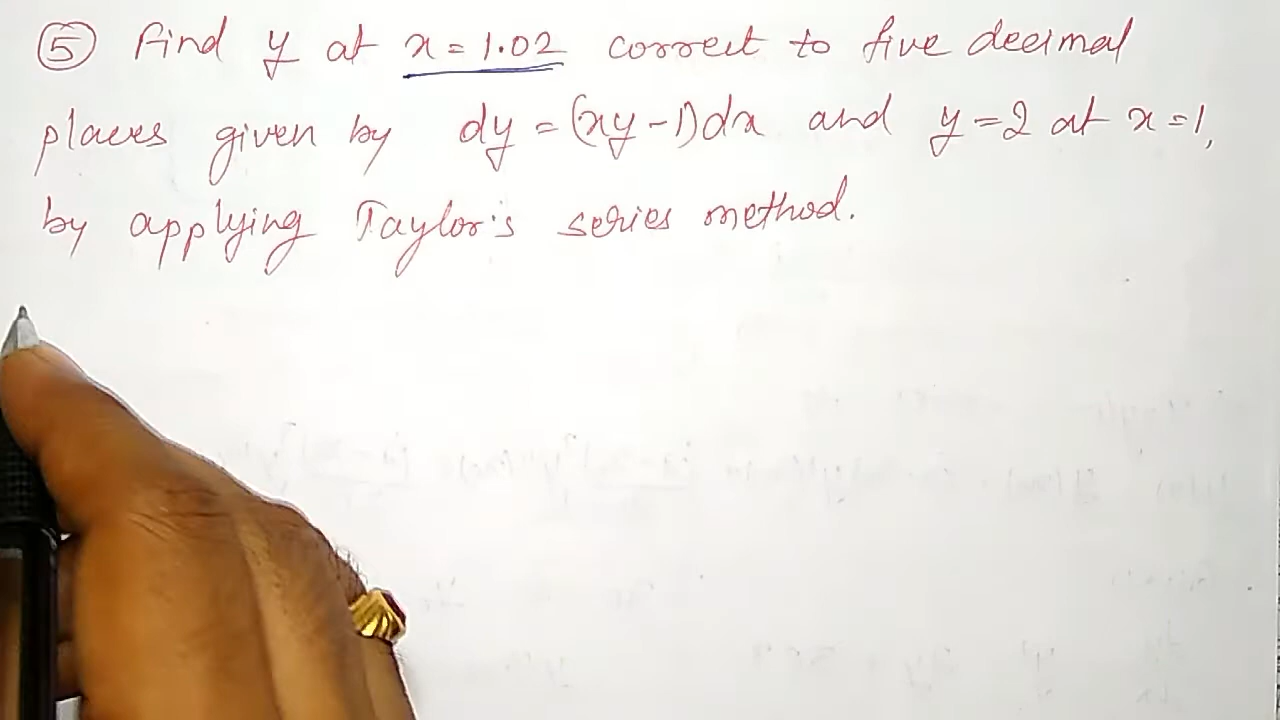 5 Find y at x = 1.02 correct to five decimal
places given by dy = (xy - 1)dx and y = 2 at x = 1,
by applying Taylor's series method.